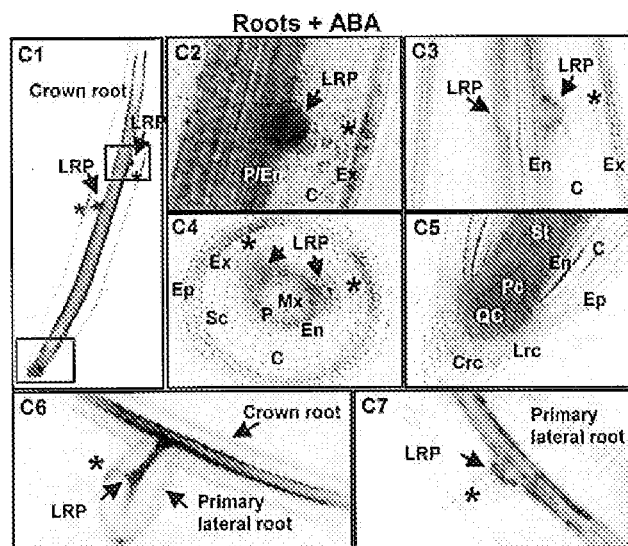 Roots + ABA
C1
Crown root
LRP
LRP
*
* *
C2
LRP
*
P/En
Ex
C
C3
LRP
LRP
*
En
Ex
C
C4
*
LRP
Ex
Ep
*
Mx
Sc
P
En
C
C5
St
C
En
Pc
Ep
QC
Lrc
Crc
C6
Crown root
*
LRP
Primary
lateral root
*
C7
Primary
lateral root
LRP
*